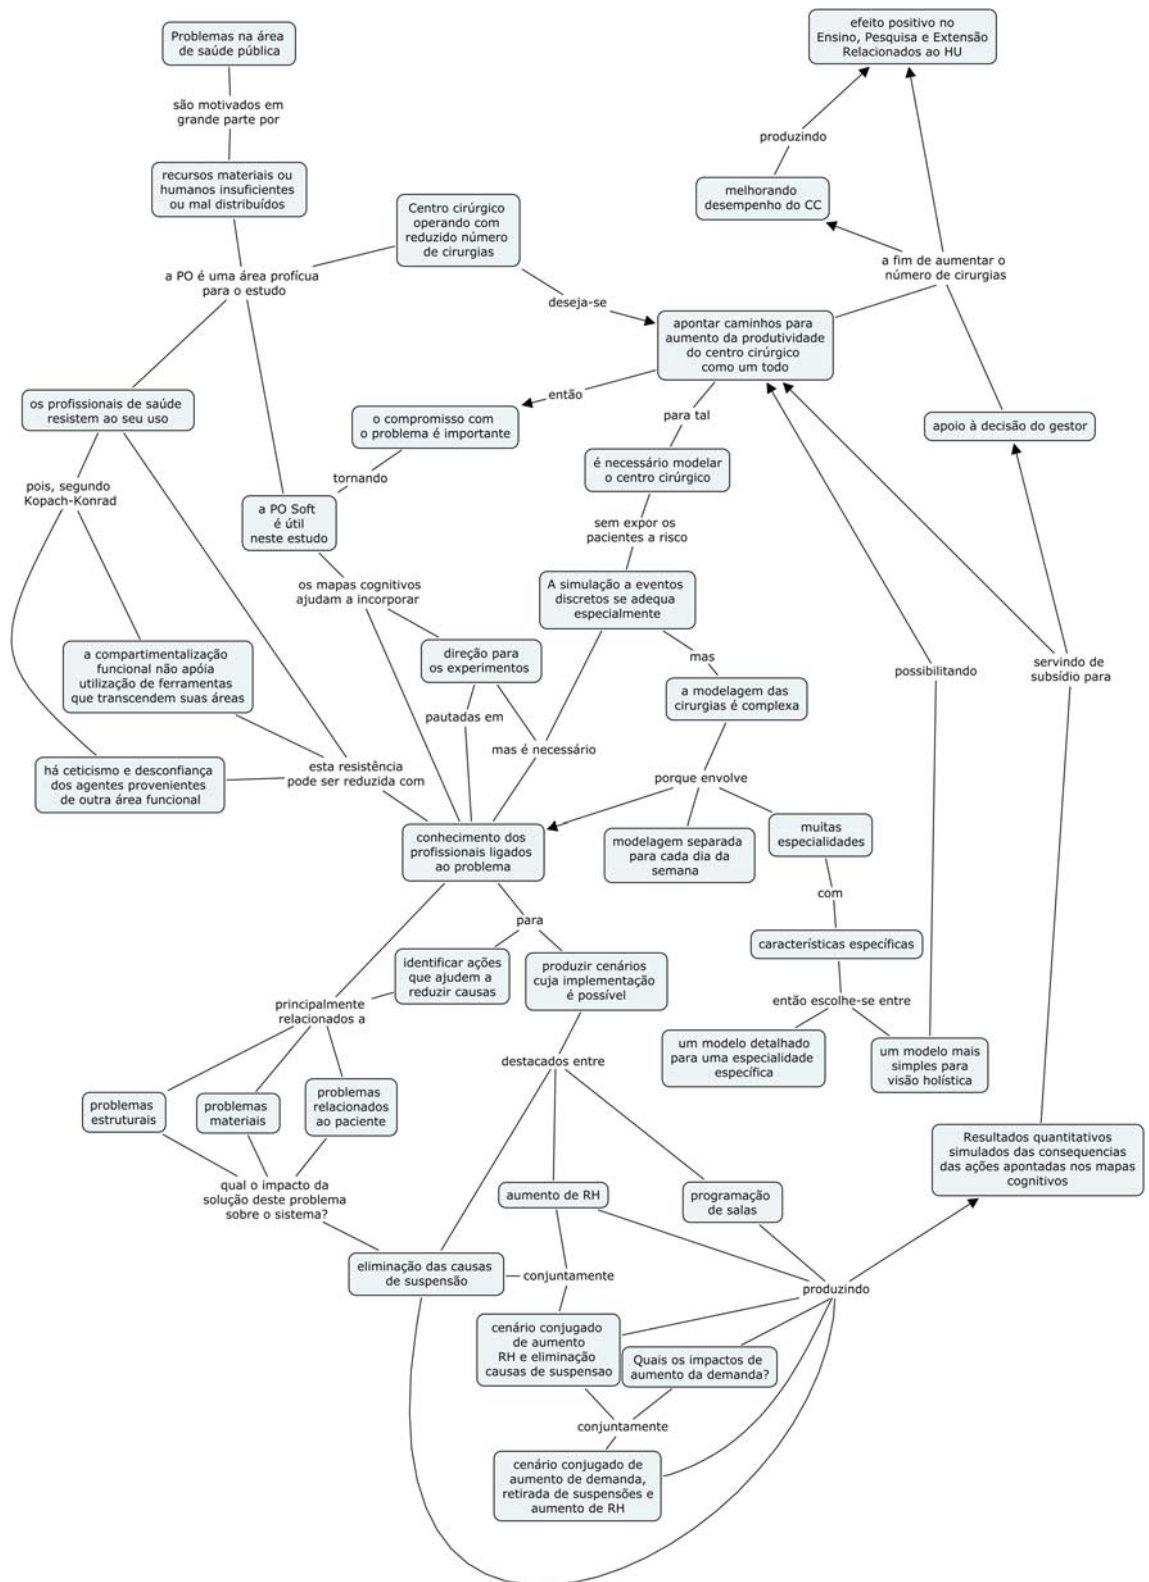 Problemas na área
de saúde pública
efeito positivo no
Ensino, Pesquisa e Extensão
Relacionados ao HU
são motivados em
grande parte por
produzindo
recursos materiais ou
humanos insuficientes
ou mal distribuídos
melhorando
desempenho do CC
Centro cirúrgico
operando com
reduzido número
de cirurgias
a PO é uma área profícua
para o estudo
a fim de aumentar o
número de cirurgias
deseja-se
apontar caminhos para
aumento da produtividade
do centro cirúrgico
como um todo
os profissionais de saúde
resistem ao seu uso
então
o compromisso com
o problema é importante
para tal
apoio à decisão do gestor
tornando
é necessário modelar
o centro cirúrgico
pois, segundo
Kopach-Konrad
a PO Soft
é útil
neste estudo
sem expor os
pacientes a risco
os mapas cognitivos
ajudam a incorporar
A simulação a eventos
discretos se adequa
especialmente
a compartimentalização
funcional não apóia
utilização de ferramentas
que transcendem suas áreas
direção para
os experimentos
mas
possibilitando
servindo de
subsídio para
a modelagem das
cirurgias é complexa
pautadas em
mas é necessário
há ceticismo e desconfiança
dos agentes provenientes
de outra área funcional
esta resistência
pode ser reduzida com
porque envolve
conhecimento dos
profissionais ligados
ao problema
modelagem separada
para cada dia da
semana
muitas
especialidades
com
para
características específicas
identificar ações
que ajudem a
reduzir causas
produzir cenários
cuja implementação
é possível
principalmente
relacionados a
então escolhe-se entre
um modelo detalhado
para uma especialidade
específica
um modelo mais
simples para
visão holística
destacados entre
problemas
estruturais
problemas
materiais
problemas
relacionados
ao paciente
Resultados quantitativos
simulados das consequencias
das ações apontadas nos mapas
cognitivos
qual o impacto da
solução deste problema
sobre o sistema?
aumento de RH
programação
de salas
eliminação das causas
de suspensão
conjuntamente
produzindo
cenário conjugado
de aumento
RH e eliminação
causas de suspensao
Quais os impactos de
aumento da demanda?
conjuntamente
cenário conjugado de
aumento de demanda,
retirada de suspensões e
aumento de RH